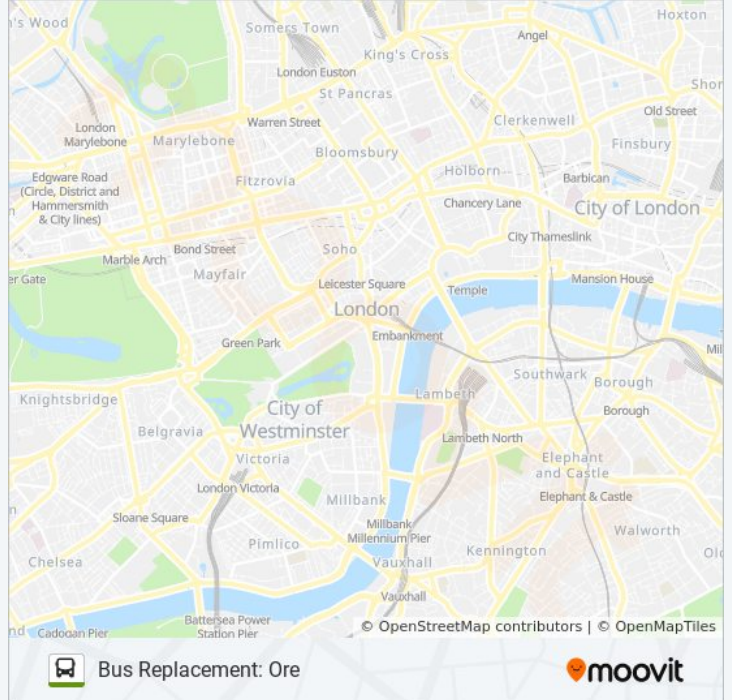 's Wood
Somers Town
Hoxton
Angel
King's Cross
London Euston
St Pancras
Shor
Old Street
Warren Street
Clerkenwell
London
Marylebone
Marylebone
Bloomsbury
Finsbury
Holborn
Edgware Road
(Circle, District and
Hammersmith
& City lines)
Fitzrovia
Barbican
Chancery Lane
City of London
n
City Thameslink
Bond Street
Soho
Marble Arch
Mayfair
er Gate
Leicester Square
Mansion House
Temple
London
Embankment
Green Park
Mil
Southwark
Borough
Knightsbridge
Lambeth
City of
Westminster
Borough
Belgravia
Lambeth North
Victoria
Elephant
and Castle
London Victoria
Elephant & Castle
Millbank
n
Sloane Square
Millbank
Millennium Pier
Walworth
Pimlico
Kennington
Old
Chelsea
Vauxhall
Vauxhall
Battersea Power
Station Pier
nd
Cadogan Pier
© OpenStreetMap contributors | © OpenMapTiles
Bus Replacement: Ore
moovit